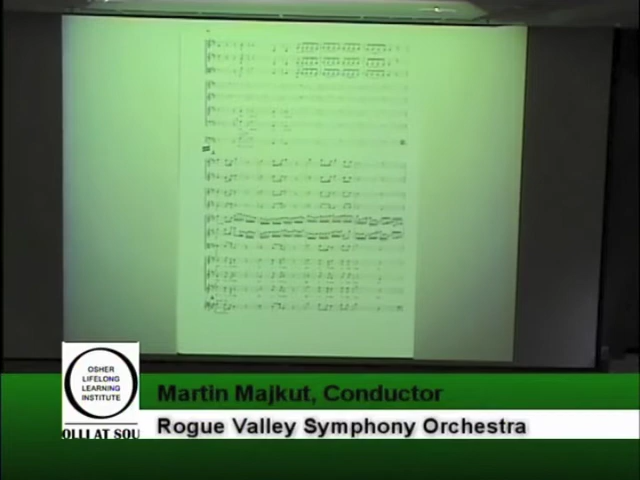 OSHER
LIFELONG
LEARNING
INSTITUTE
OLLI AT SOU
Martin Majkut, Conductor
Rogue Valley Symphony Orchestra